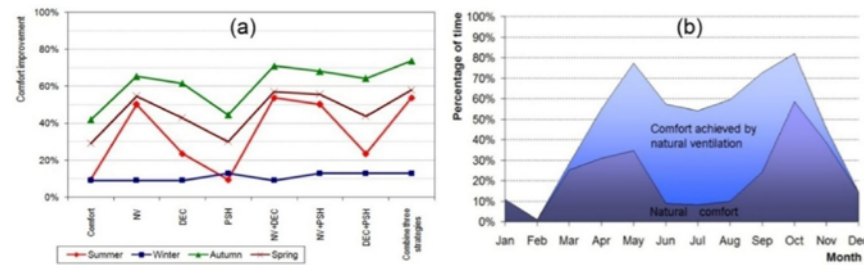 (a)
Comfort improvement
100%
80%
60%
40%
20%
0%
Comfort
NV
DEC
PSH
NV+DEC
NV+PSH
DEC+PSH
Combine three
strategies
Summer
Winter
Autumn
Spring
(b)
Percentage of time
100%
90%
80%
70%
60%
50%
40%
30%
20%
10%
0%
Comfort achieved by
natural ventilation
Natural comfort
Jan Feb Mar Apr May Jun Jul Aug Sep Oct Nov Dec
Month